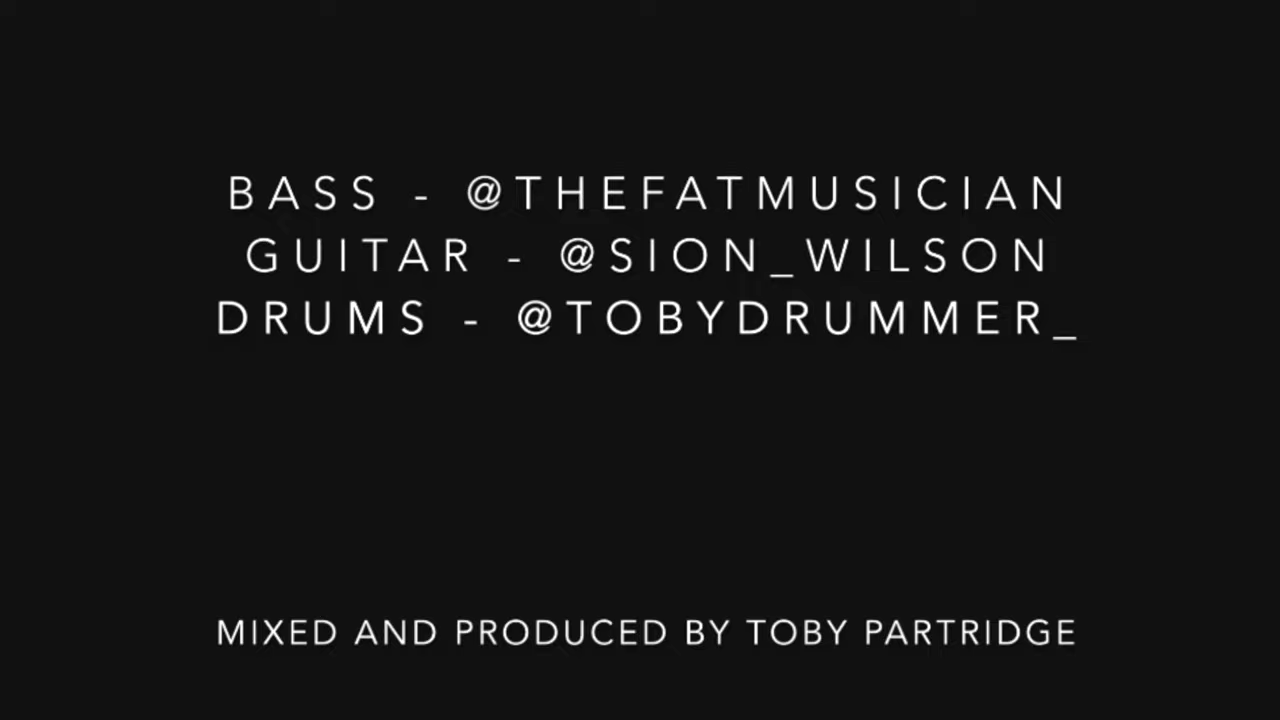 BASS - @THEFATMUSICIAN
GUITAR - @SION_WILSON
DRUMS - @TOBYDRUMMER_
MIXED AND PRODUCED BY TOBY PARTRIDGE